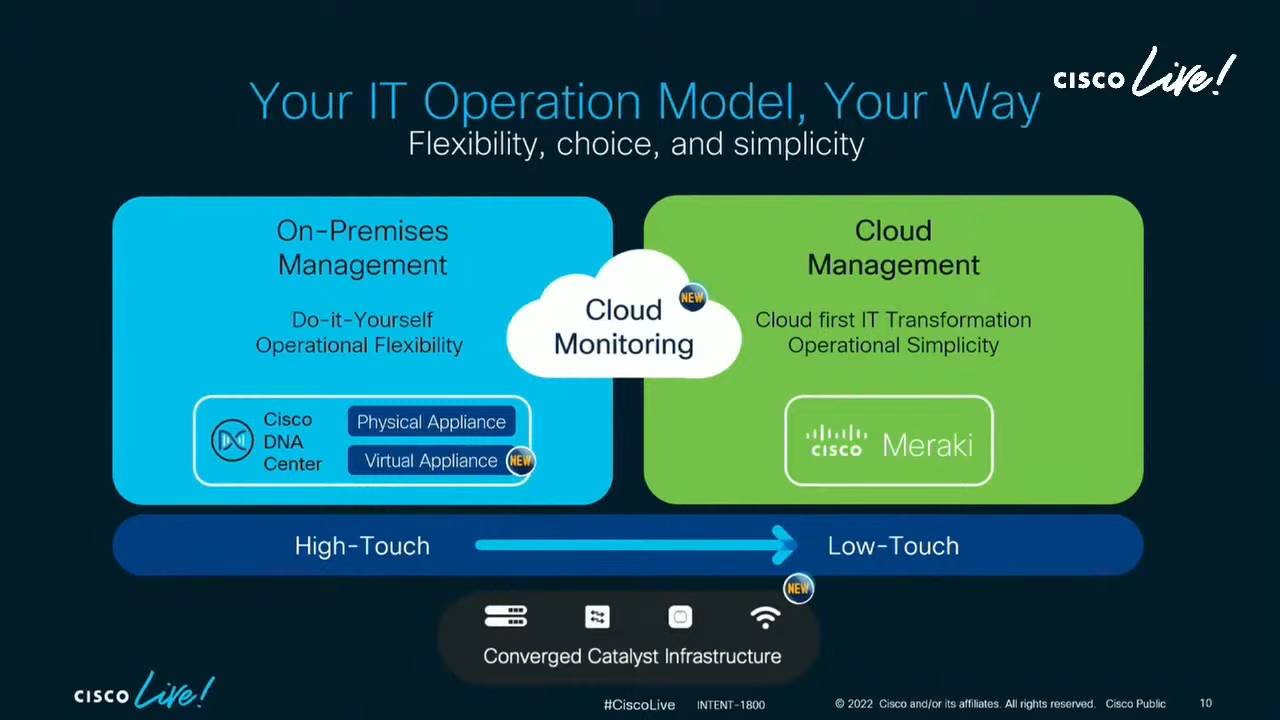 CISCO Live!
Your IT Operation Model, Your Way
Flexibility, choice, and simplicity
On-Premises
Management
Do-it-Yourself
Operational Flexibility
Cisco
DNA
Center
Physical Appliance
Virtual Appliance
NEW
Cloud
Monitoring
NEW
Cloud
Management
Cloud first IT Transformation
Operational Simplicity
CISCO Meraki
High-Touch
Low-Touch
NEW
Converged Catalyst Infrastructure
CISCO Live!
#CiscoLive
INTENT-1800
© 2022 Cisco and/or its affiliates. All rights reserved. Cisco Public
10